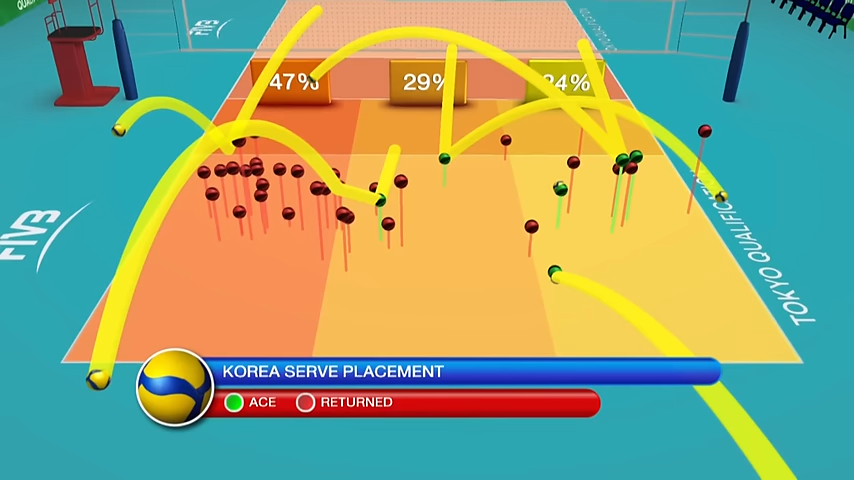 47%
29%
24%
FIVB
TOKYO QUALIFICATION
KOREA SERVE PLACEMENT
ACE
RETURNED